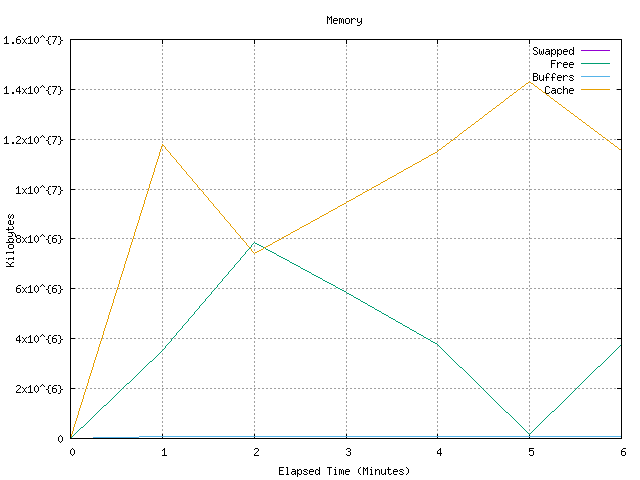 Memory
1.6x10^{7}
1.4x10^{7}
1.2x10^{7}
1x10^{7}
8x10^{6}
6x10^{6}
4x10^{6}
2x10^{6}
0
Kilobytes
Swapped
Free
Buffers
Cache
0 1 2 3 4 5 6
Elapsed Time (Minutes)